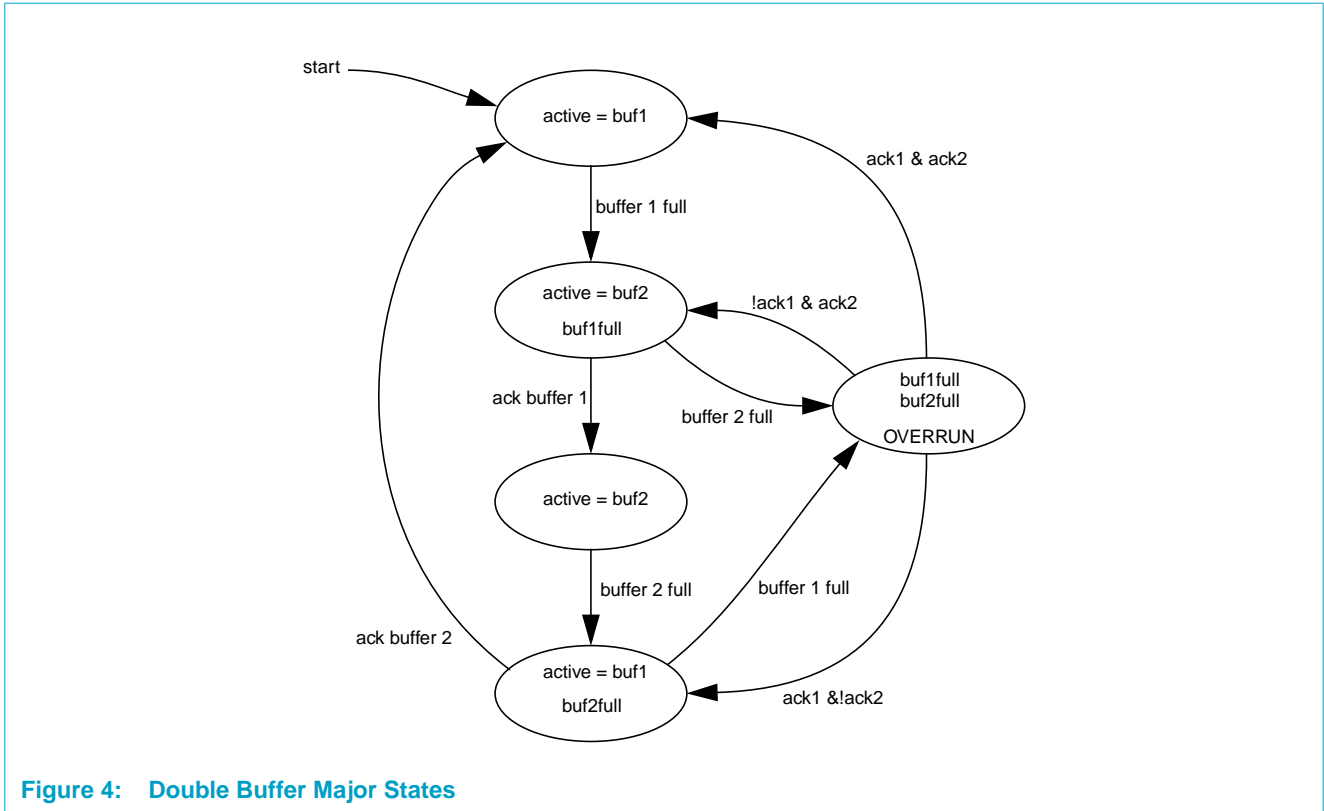 start
active = buf1
ack1 & ack2
buffer 1 full
active = buf2
buf1full
!ack1 & ack2
buf1full
buf2full
OVERRUN
ack buffer 1
buffer 2 full
active = buf2
buffer 2 full
buffer 1 full
ack buffer 2
active = buf1
buf2full
ack1 &!ack2
Figure 4: Double Buffer Major States